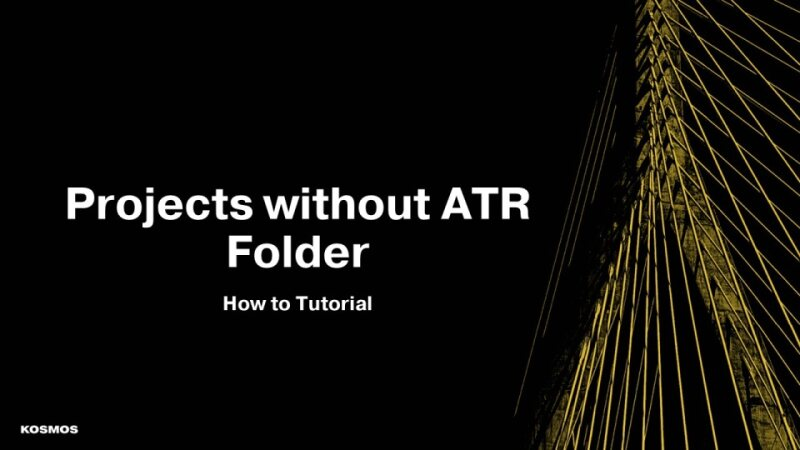 Projects without ATR
Folder
How to Tutorial
KOSMOS